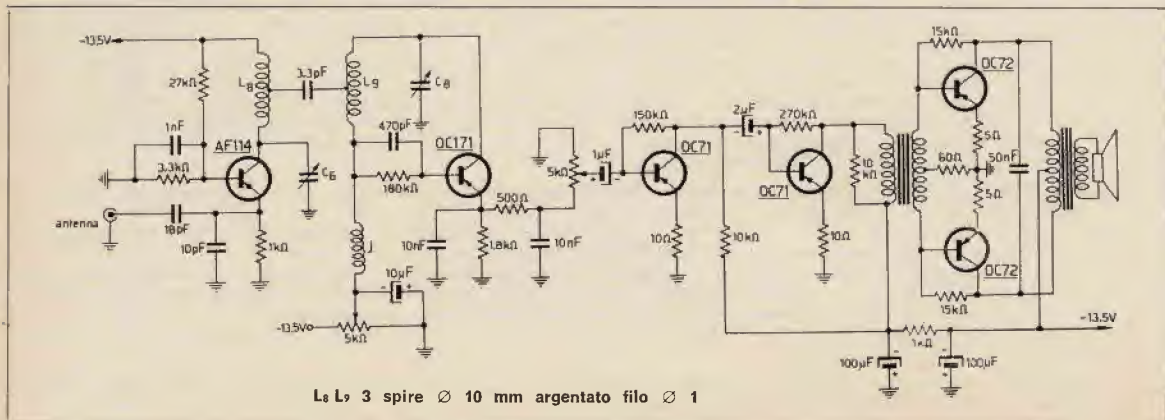 -13,5V
27kΩ
L8
3.3pF
L9
C8
1nF
470pF
AF114
OC171
3.3kΩ
C6
180kΩ
antenna
18pF
10pF
1kΩ
j
10nF
1.8kΩ
500Ω
10nF
10µF
-13,5V
5kΩ
5kΩ
1µF
150kΩ
OC71
10Ω
10kΩ
2µF
270kΩ
OC71
10Ω
10
kΩ
15kΩ
OC72
5Ω
60Ω
50nF
5Ω
OC72
15kΩ
-13,5V
1kΩ
100µF
100µF
L8 L9 3 spire Ø 10 mm argentato filo Ø 1